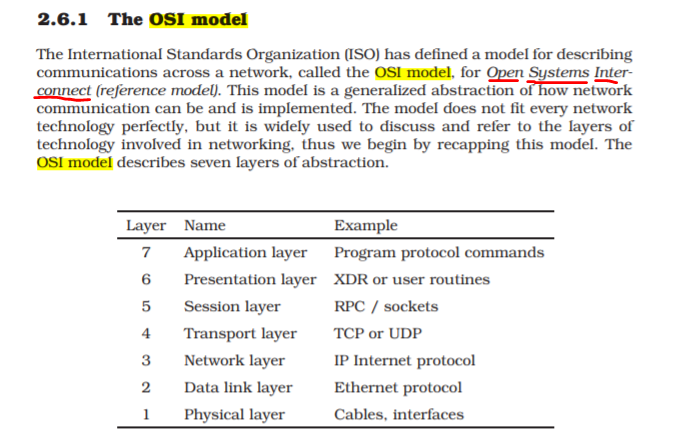 2.6.1 The OSI model
The International Standards Organization (ISO) has defined a model for describing
communications across a network, called the OSI model, for Open Systems Inter-
connect (reference model). This model is a generalized abstraction of how network
communication can be and is implemented. The model does not fit every network
technology perfectly, but it is widely used to discuss and refer to the layers of
technology involved in networking, thus we begin by recapping this model. The
OSI model describes seven layers of abstraction.
Layer Name Example
7 Application layer Program protocol commands
6 Presentation layer XDR or user routines
5 Session layer RPC / sockets
4 Transport layer TCP or UDP
3 Network layer IP Internet protocol
2 Data link layer Ethernet protocol
1 Physical layer Cables, interfaces